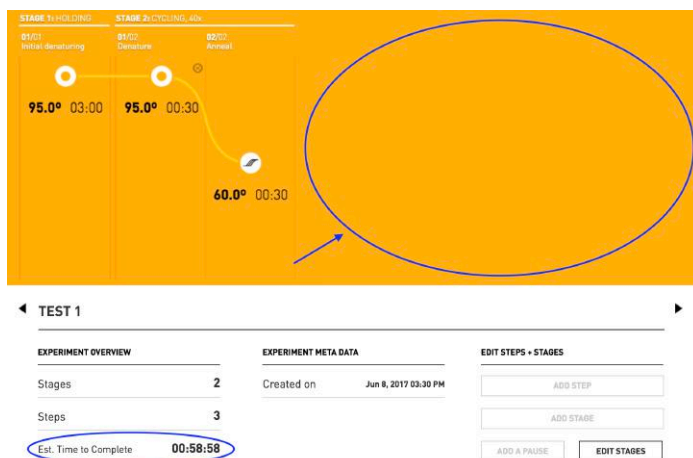 STAGE 1: HOLDING STAGE 2: CYCLING, 40x
01/01 01/02 02/02
Initial denaturing Denature Anneal
95.0º 03:00 95.0º 00:30
60.0º 00:30
TEST 1
EXPERIMENT OVERVIEW EXPERIMENT META DATA EDIT STEPS + STAGES
Stages 2 Created on Jun 8, 2017 03:30 PM ADD STEP
Steps 3 ADD STAGE
Est. Time to Complete 00:58:58 ADD A PAUSE EDIT STAGES